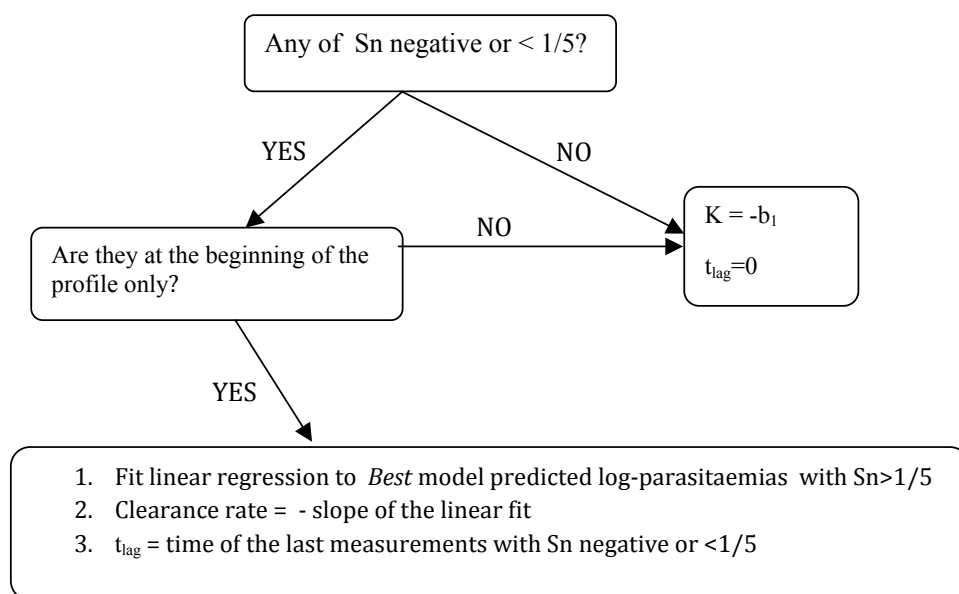 Any of Sn negative or < 1/5?
YES
NO
K = -b₁
tlag=0
NO
Are they at the beginning of the
profile only?
YES
1. Fit linear regression to Best model predicted log-parasitaemias with Sn>1/5
2. Clearance rate = - slope of the linear fit
3. tlag = time of the last measurements with Sn negative or <1/5